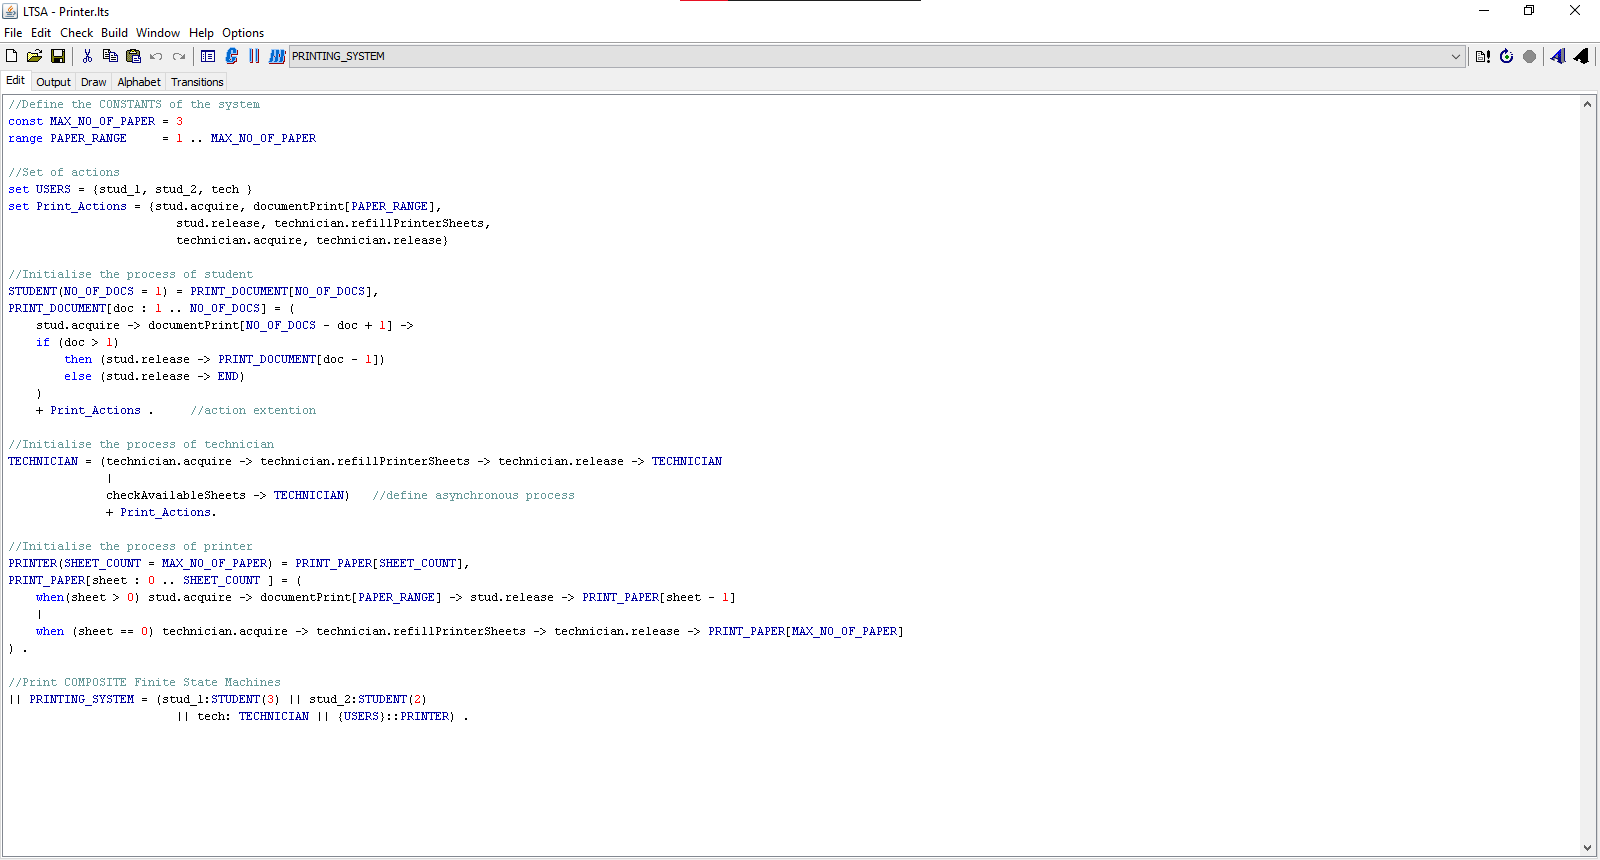 LTSA - Printer.lts
File Edit Check Build Window Help Options
PRINTING_SYSTEM
Edit Output Draw Alphabet Transitions
//Define the CONSTANTS of the system
const MAX_NO_OF_PAPER = 3
range PAPER_RANGE     = 1 .. MAX_NO_OF_PAPER
//Set of actions
set USERS = {stud_1, stud_2, tech }
set Print_Actions = {stud.acquire, documentPrint[PAPER_RANGE],
                        stud.release, technician.refillPrinterSheets,
                        technician.acquire, technician.release}
//Initialise the process of student
STUDENT(NO_OF_DOCS = 1) = PRINT_DOCUMENT[NO_OF_DOCS],
PRINT_DOCUMENT[doc : 1 .. NO_OF_DOCS] = (
    stud.acquire -> documentPrint[NO_OF_DOCS - doc + 1] ->
    if (doc > 1)
        then (stud.release -> PRINT_DOCUMENT[doc - 1])
        else (stud.release -> END)
    )
    + Print_Actions .     //action extention
//Initialise the process of technician
TECHNICIAN = (technician.acquire -> technician.refillPrinterSheets -> technician.release -> TECHNICIAN
              |
              checkAvailableSheets -> TECHNICIAN)   //define asynchronous process
              + Print_Actions.
//Initialise the process of printer
PRINTER(SHEET_COUNT = MAX_NO_OF_PAPER) = PRINT_PAPER[SHEET_COUNT],
PRINT_PAPER[sheet : 0 .. SHEET_COUNT ] = (
    when(sheet > 0) stud.acquire -> documentPrint[PAPER_RANGE] -> stud.release -> PRINT_PAPER[sheet - 1]
    |
    when (sheet == 0) technician.acquire -> technician.refillPrinterSheets -> technician.release -> PRINT_PAPER[MAX_NO_OF_PAPER]
) .
//Print COMPOSITE Finite State Machines
|| PRINTING_SYSTEM = (stud_1:STUDENT(3) || stud_2:STUDENT(2)
                        || tech: TECHNICIAN || {USERS}::PRINTER) .